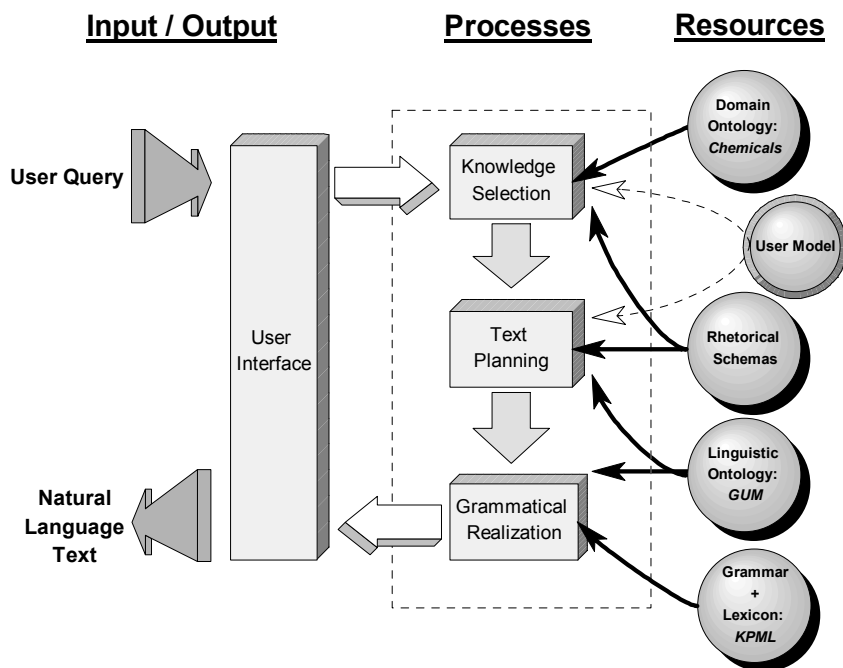 Input / Output
Processes
Resources
User Query
User
Interface
Natural
Language
Text
Knowledge
Selection
Text
Planning
Grammatical
Realization
Domain
Ontology:
Chemicals
User Model
Rhetorical
Schemas
Linguistic
Ontology:
GUM
Grammar
+
Lexicon:
KPML